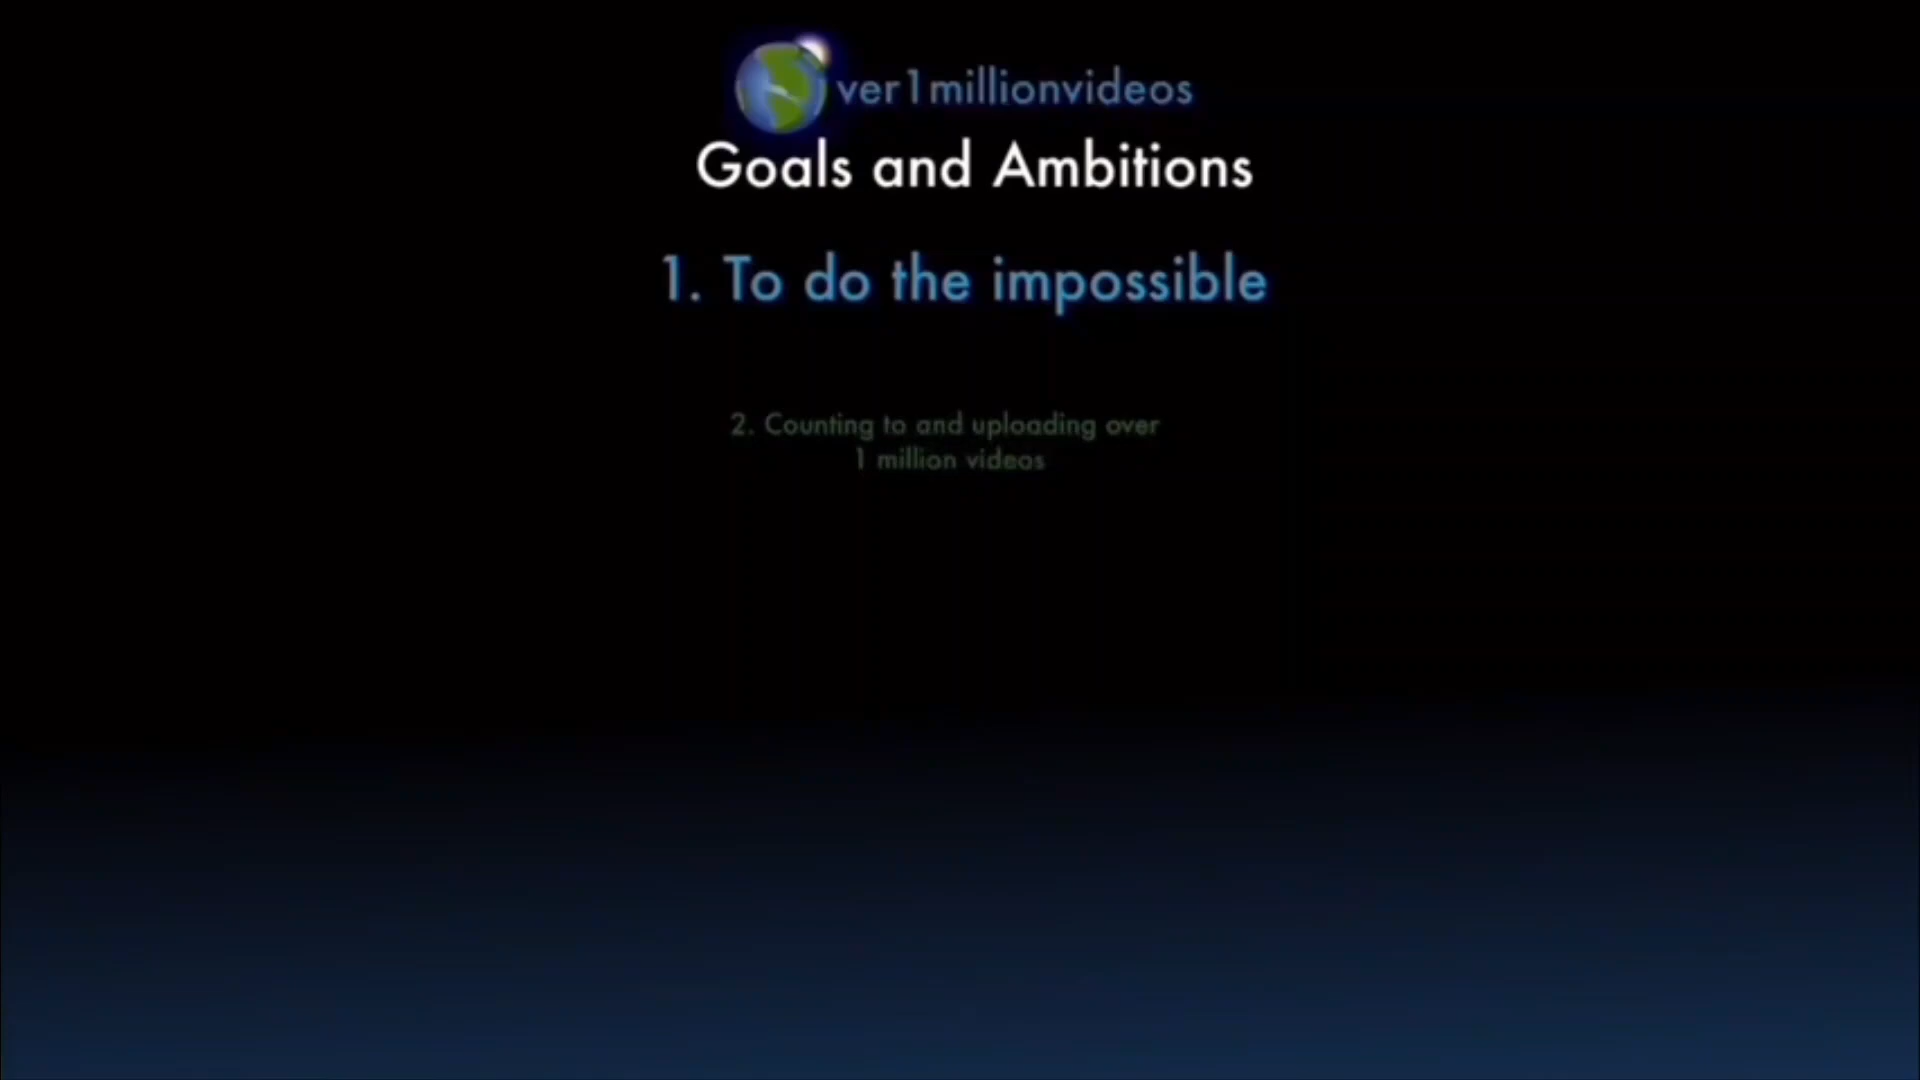 ver1millionvideos
Goals and Ambitions
1. To do the impossible
2. Counting to and uploading over
1 million videos